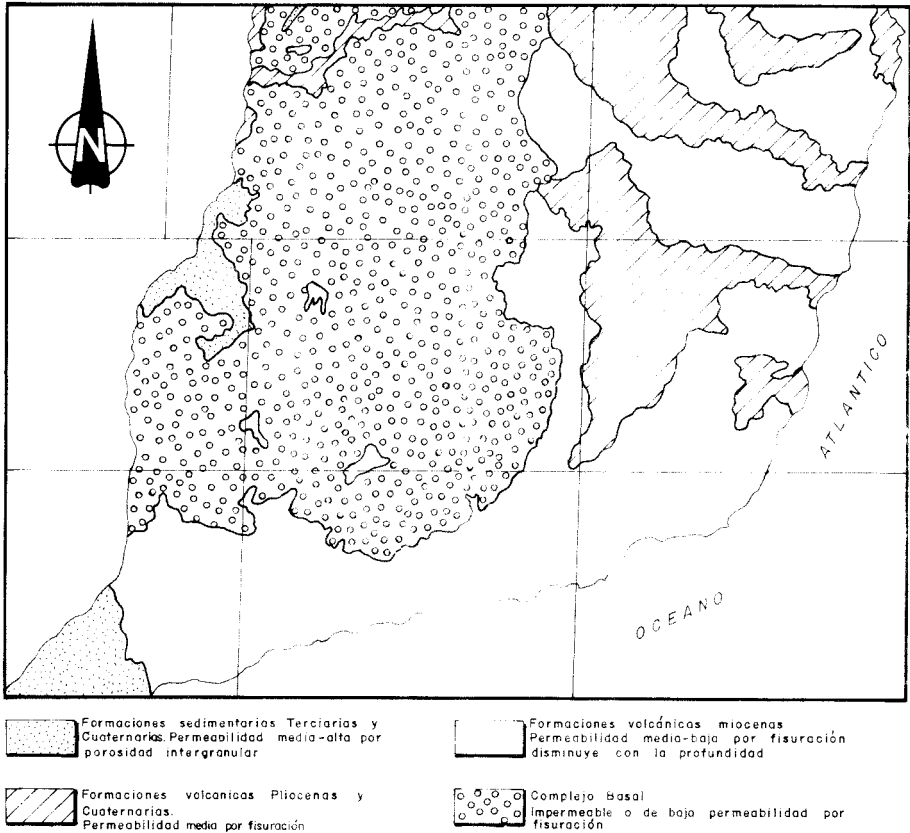 N
ATLANTICO
OCEANO
Formaciones sedimentarias Terciarias y
Cuaternarias. Permeabilidad media-alta por
porosidad intergranular
Formaciones volcánicas miocenas
Permeabilidad media-baja por fisuración
disminuye con la profundidad
Formaciones volcanicas Pliocenas y
Cuaternarias.
Permeabilidad media por fisuración
Complejo Basal
Impermeable o de baja permeabilidad por
fisuración